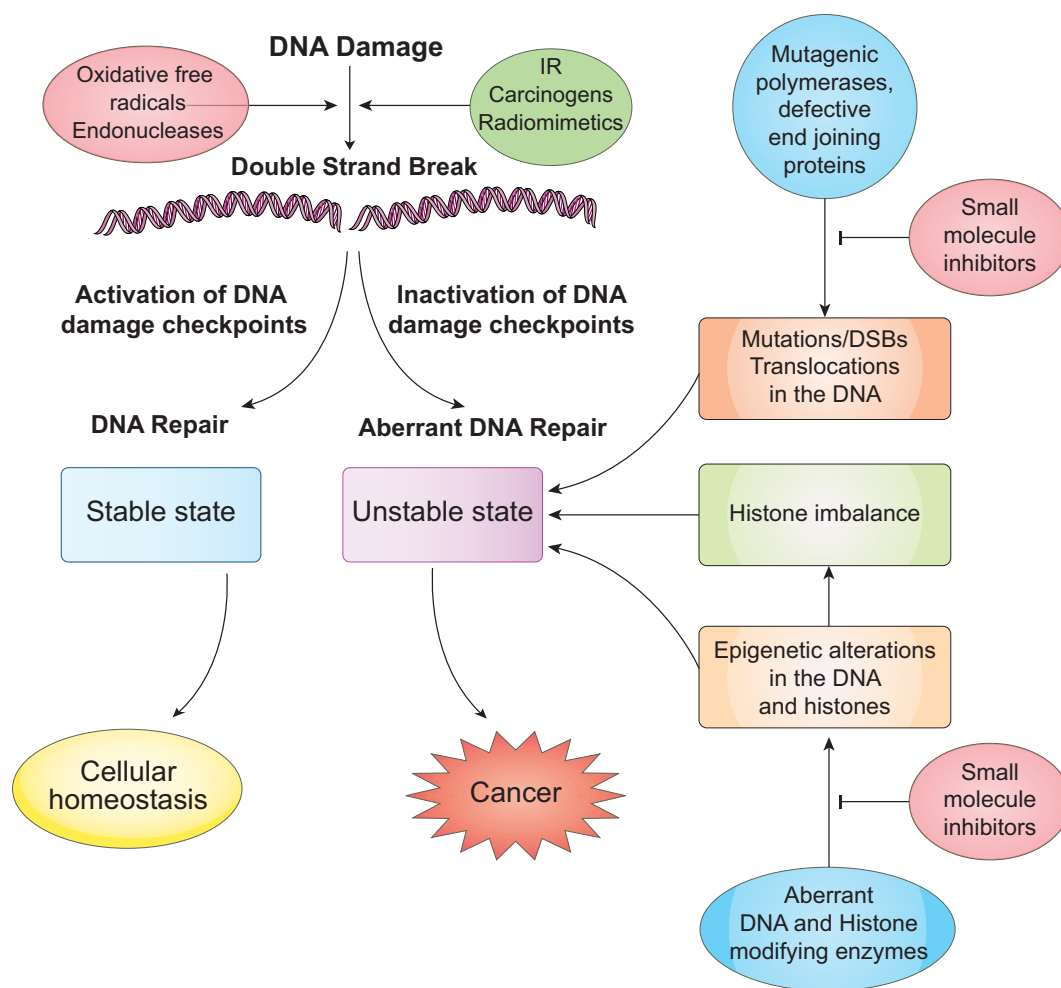 DNA Damage
Oxidative free
radicals
Endonucleases
IR
Carcinogens
Radiomimetics
Double Strand Break
Activation of DNA
damage checkpoints
Inactivation of DNA
damage checkpoints
DNA Repair
Aberrant DNA Repair
Stable state
Unstable state
Cellular
homeostasis
Cancer
Mutagenic
polymerases,
defective
end joining
proteins
Small
molecule
inhibitors
Mutations/DSBs
Translocations
in the DNA
Histone imbalance
Epigenetic alterations
in the DNA
and histones
Small
molecule
inhibitors
Aberrant
DNA and Histone
modifying enzymes